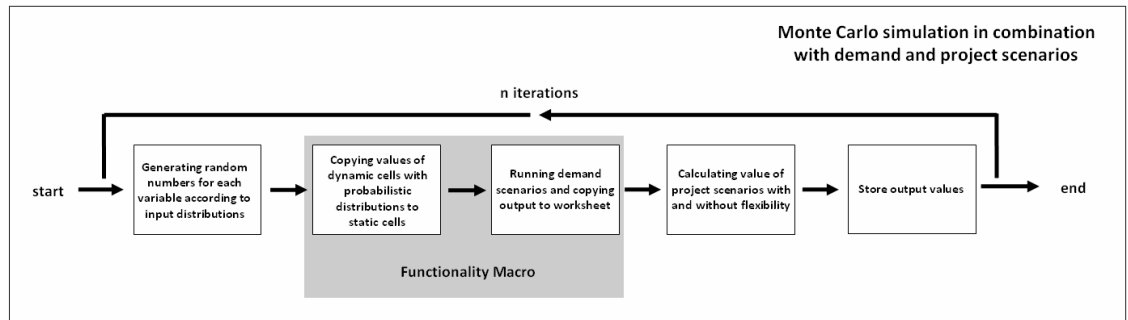 Monte Carlo simulation in combination
with demand and project scenarios
n iterations
start
Generating random
numbers for each
variable according to
input distributions
Copying values of
dynamic cells with
probabilistic
distributions to
static cells
Running demand
scenarios and copying
output to worksheet
Calculating value of
project scenarios with
and without flexibility
Store output values
end
Functionality Macro